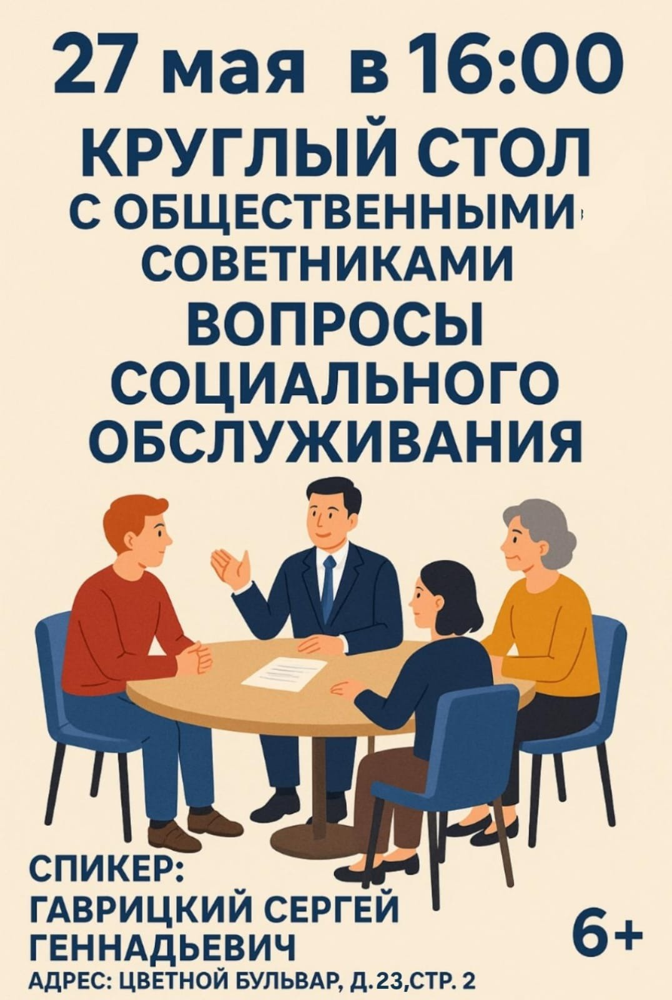 27 мая в 16:00
КРУГЛЫЙ СТОЛ
С ОБЩЕСТВЕННЫМИ
СОВЕТНИКАМИ
ВОПРОСЫ
СОЦИАЛЬНОГО
ОБСЛУЖИВАНИЯ
СПИКЕР:
ГАВРИЦКИЙ СЕРГЕЙ
ГЕННАДЬЕВИЧ
6+
АДРЕС: ЦВЕТНОЙ БУЛЬВАР, Д.23,СТР. 2